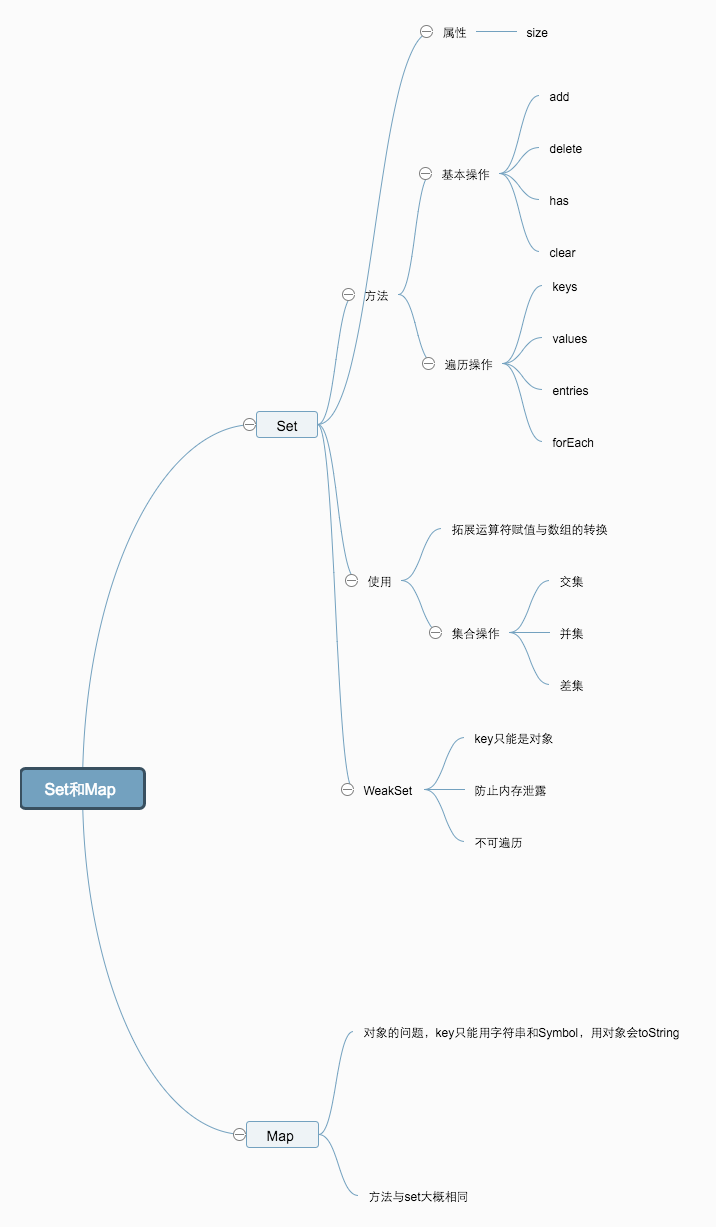 属性
size
方法
基本操作
add
delete
has
clear
遍历操作
keys
values
entries
forEach
Set
使用
拓展运算符赋值与数组的转换
集合操作
交集
并集
差集
WeakSet
key只能是对象
防止内存泄露
不可遍历
Set和Map
Map
对象的问题，key只能用字符串和Symbol，用对象会toString
方法与set大概相同